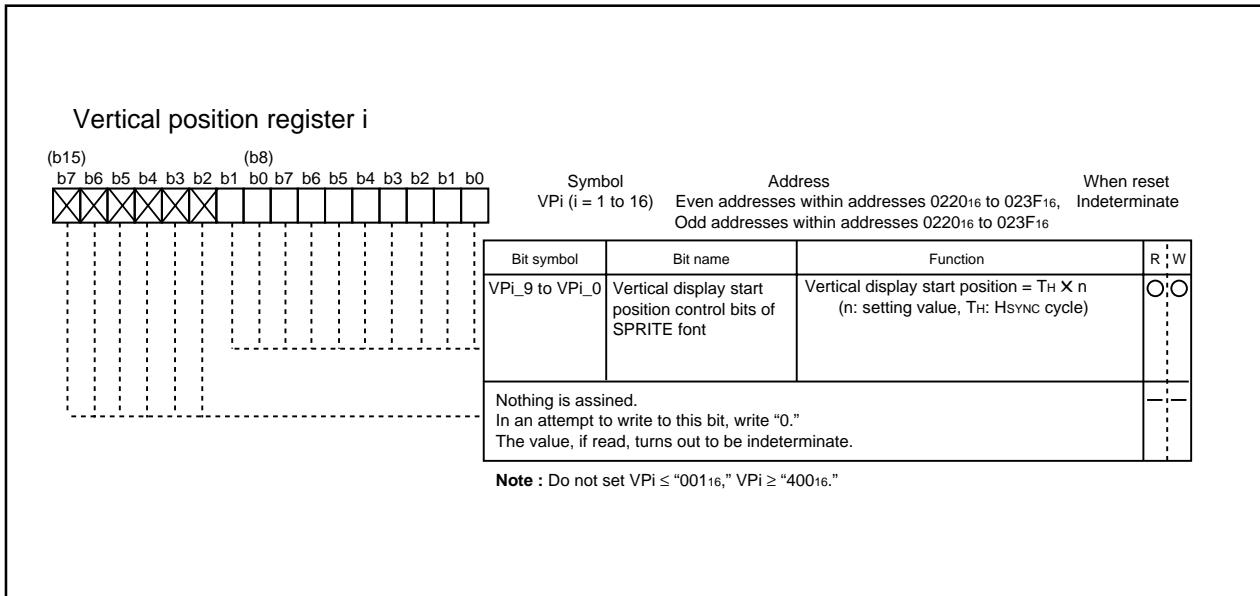 Vertical position register i
(b15) (b8)
b7 b6 b5 b4 b3 b2 b1 b0 b7 b6 b5 b4 b3 b2 b1 b0
Symbol Address When reset
VPi (i = 1 to 16) Even addresses within addresses 022016 to 023F16, Indeterminate
Odd addresses within addresses 022016 to 023F16
Bit symbol Bit name Function R W
VPi_9 to VPi_0 Vertical display start Vertical display start position = TH X n
position control bits of (n: setting value, TH: HSYNC cycle)
SPRITE font
Nothing is assined.
In an attempt to write to this bit, write “0.”
The value, if read, turns out to be indeterminate.
Note : Do not set VPi ≤ “00116,” VPi ≥ “40016.”